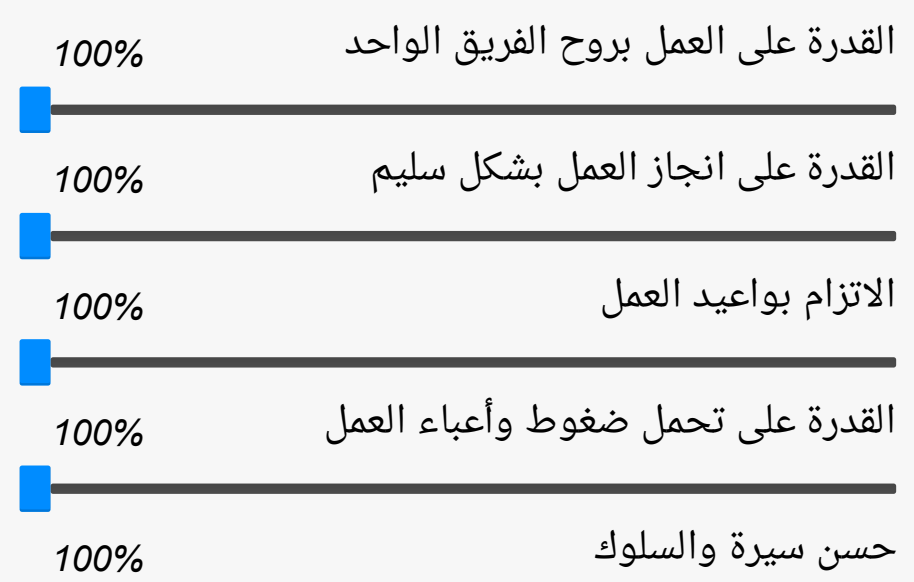 القدرة على العمل بروح الفريق الواحد
100%
القدرة على انجاز العمل بشكل سليم
100%
الاتزام بواعيد العمل
100%
القدرة على تحمل ضغوط وأعباء العمل
100%
حسن سيرة والسلوك
100%